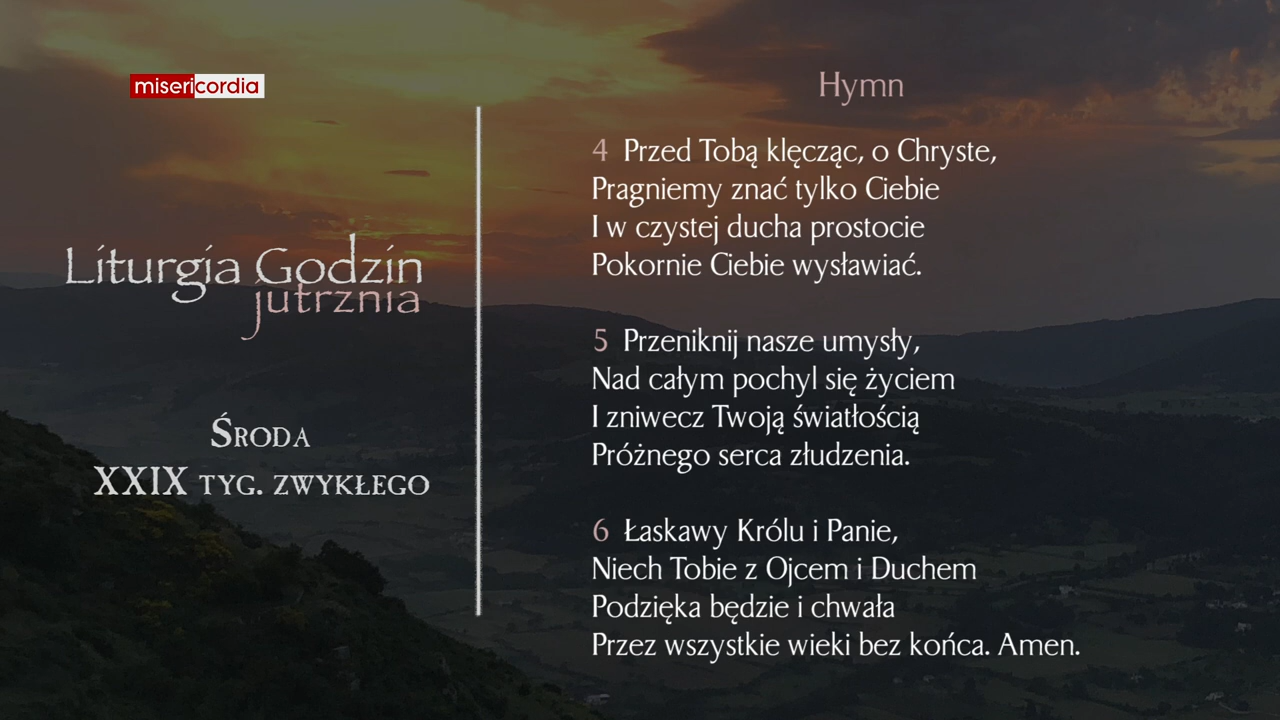 misericordia
Liturgia Godzin
jutrznia
Środa
XXIX tyg. zwykłego
Hymn
4 Przed Tobą klęcząc, o Chryste,
Pragniemy znać tylko Ciebie
I w czystej ducha prostocie
Pokornie Ciebie wysławiać.
5 Przeniknij nasze umysły,
Nad całym pochyl się życiem
I zniwecz Twoją światłością
Próżnego serca złudzenia.
6 Łaskawy Królu i Panie,
Niech Tobie z Ojcem i Duchem
Podzięka będzie i chwała
Przez wszystkie wieki bez końca. Amen.